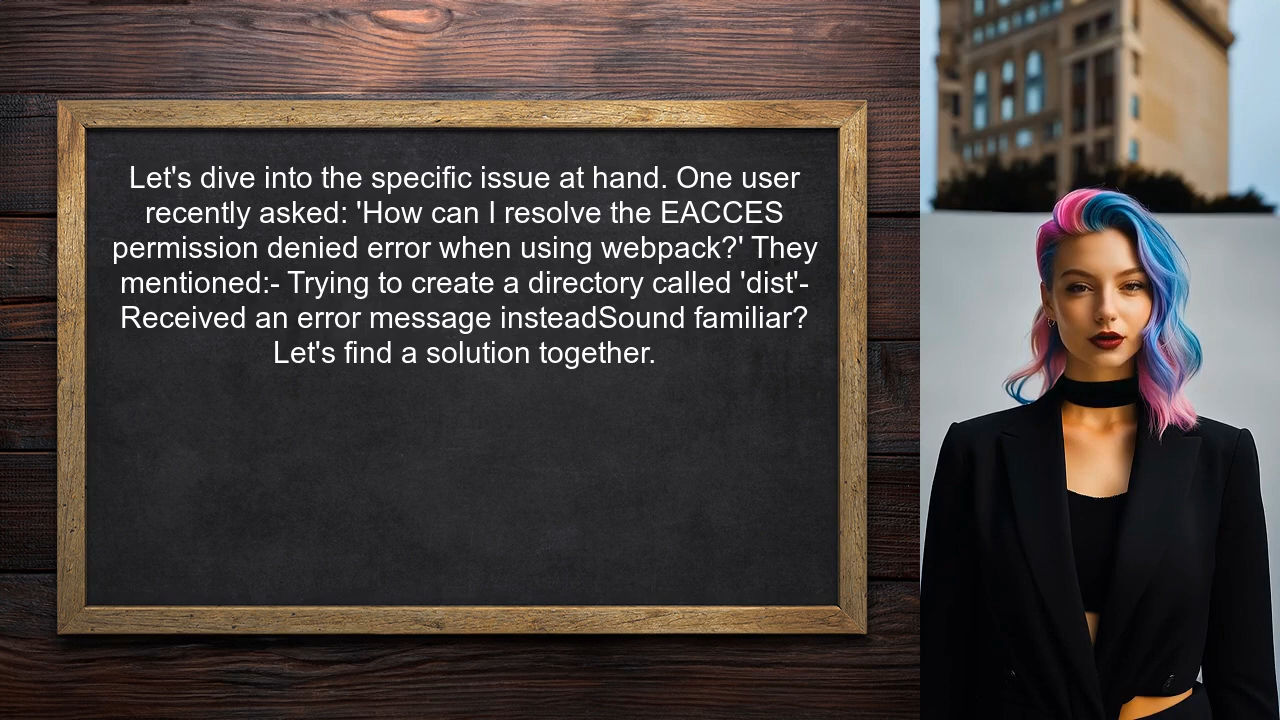 Let's dive into the specific issue at hand. One user
recently asked: 'How can I resolve the EACCES
permission denied error when using webpack?' They
mentioned:- Trying to create a directory called 'dist'-
Received an error message insteadSound familiar?
Let's find a solution together.